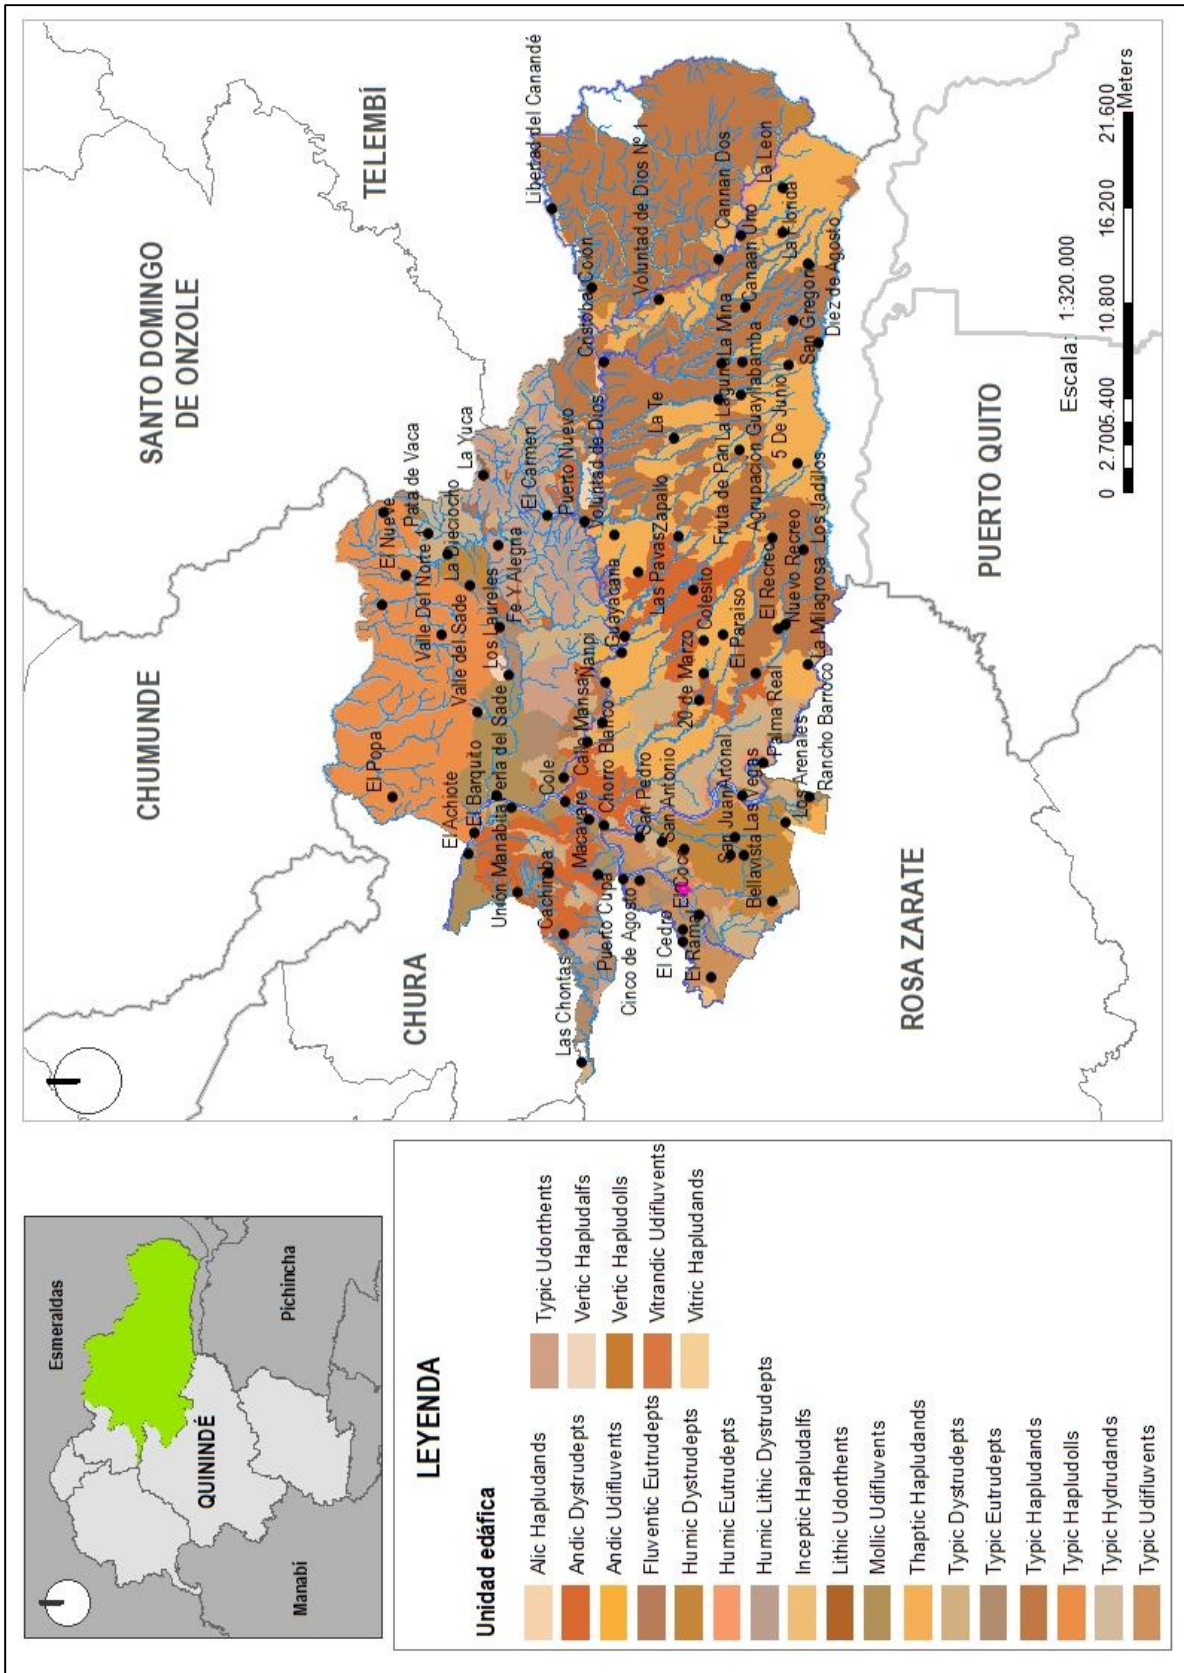 SANTO DOMINGO
DE ONZOLE
TELEMBÍ
CHUMUNDE
CHURA
ROSA ZARATE
PUERTO QUITO
Libertad del Canandé
Cristóbal Colón
Voluntad de Dios Nº 1
Cannan Dos
La Leon
La Florida
Canaan Uno
San Gregorio
Diez de Agosto
La Mina
La Laguna
Guayllabamba
Agrupación
5 De Junio
La Te
Fruta de Pan
Los Jadillos
El Nueve
Pata de Vaca
La Yuca
La Dieciocho
Valle Del Norte
Valle del Sade
Los Laureles
Fe Y Alegria
El Carmen
Puerto Nuevo
Voluntad de Dios
Zapallo
Las Pavas
Guayacana
Colesito
El Paraiso
El Recreo
Nuevo Recreo
La Milagrosa
20 de Marzo
Palma Real
Ñanpi
Calle Mansa
Chorro Blanco
Cole
Macavare
San Pedro
San Antonio
San Juan
Artonal
Las Vegas
Los Arenales
Rancho Barroco
Bellavista
El Coco
El Popa
El Achiote
El Barquito
Perla del Sade
Unión Manabita
Cachimba
Puerto Cupa
Cinco de Agosto
El Cedro
El Ramal
Las Chontas
Escala: 1:320.000
0 2.700 5.400 10.800 16.200 21.600
Meters
Esmeraldas
QUININDÉ
Pichincha
Manabí
LEYENDA
Unidad edáfica
Alic Hapludands
Andic Dystrudepts
Andic Udifluvents
Fluventic Eutrudepts
Humic Dystrudepts
Humic Eutrudepts
Humic Lithic Dystrudepts
Inceptic Hapludalfs
Lithic Udorthents
Mollic Udifluvents
Thaptic Hapludands
Typic Dystrudepts
Typic Eutrudepts
Typic Hapludands
Typic Hapludolls
Typic Hydrudands
Typic Udifluvents
Typic Udorthents
Vertic Hapludalfs
Vertic Hapludolls
Vitrandic Udifluvents
Vitric Hapludands